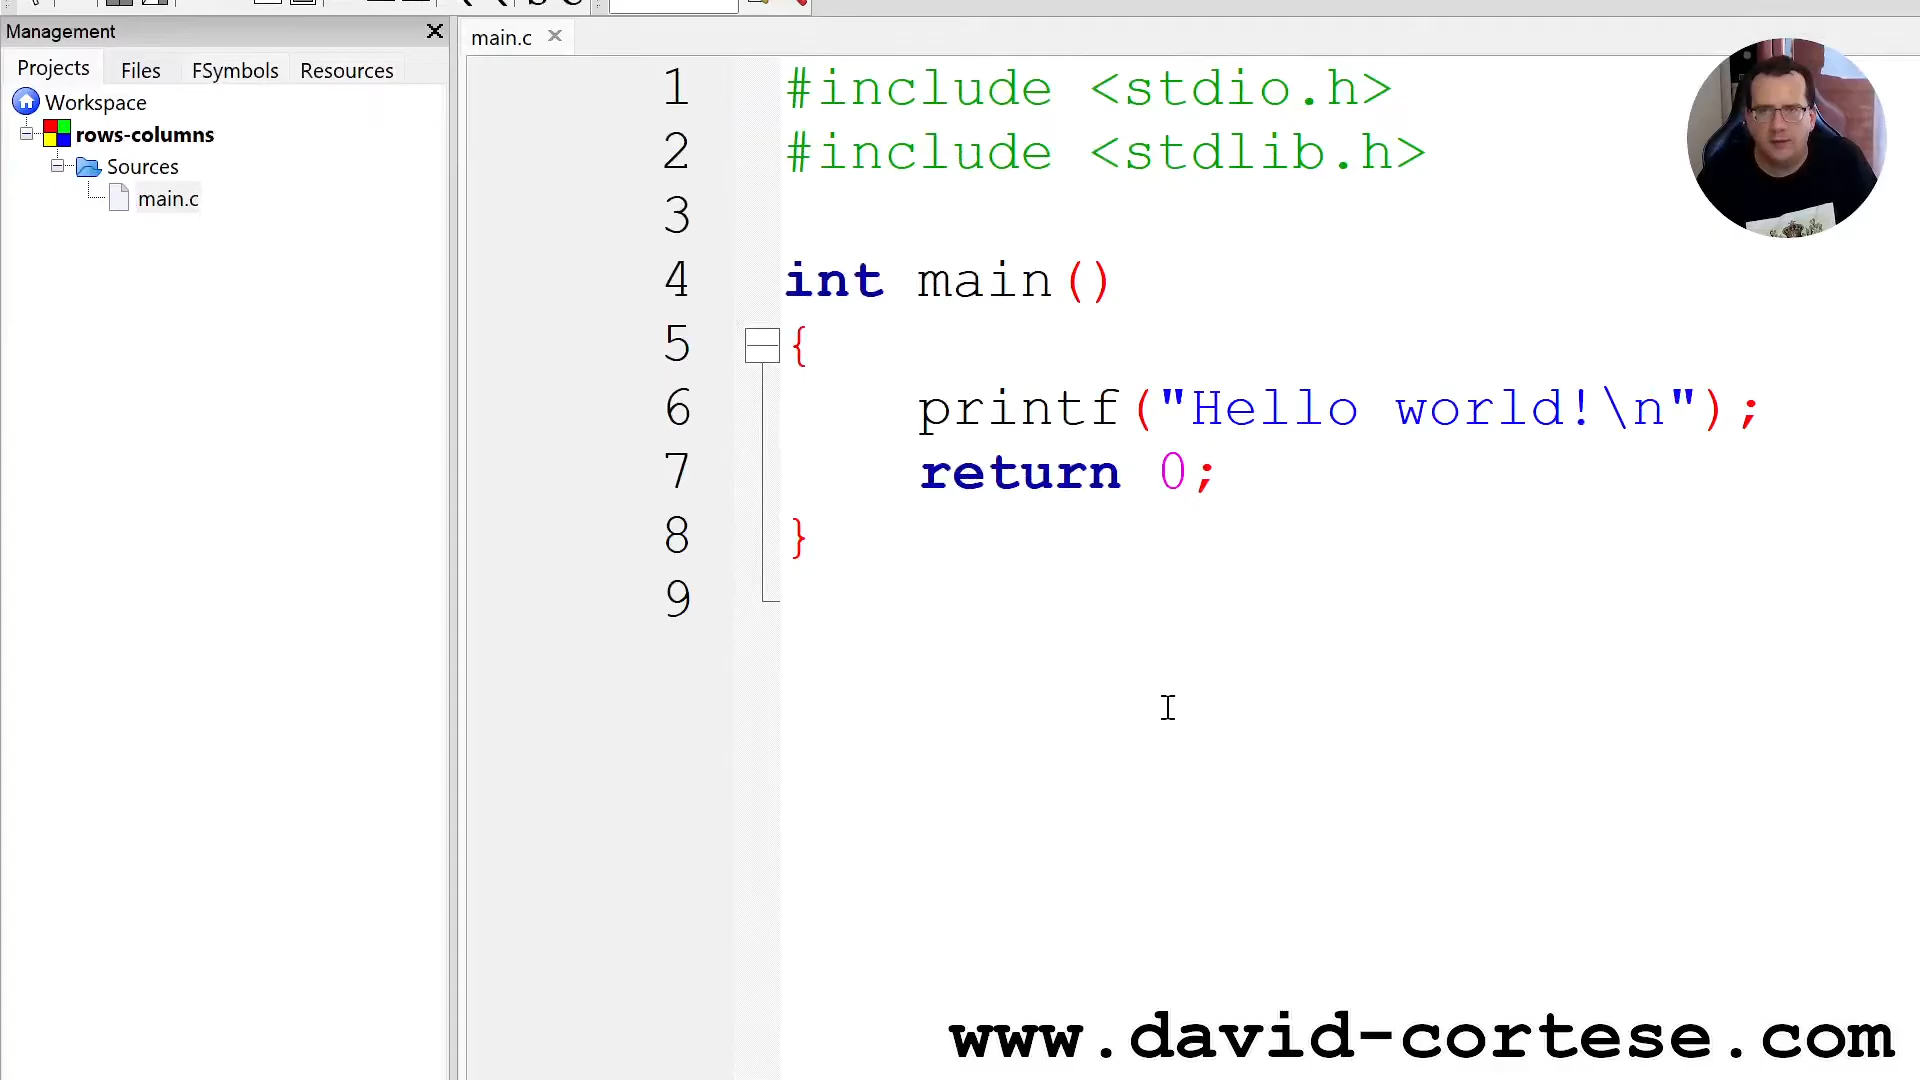 Management
Projects Files FSymbols Resources
Workspace
rows-columns
Sources
main.c
main.c
1 #include <stdio.h>
2 #include <stdlib.h>
3
4 int main()
5 {
6 printf("Hello world!\n");
7 return 0;
8 }
9
www.david-cortese.com